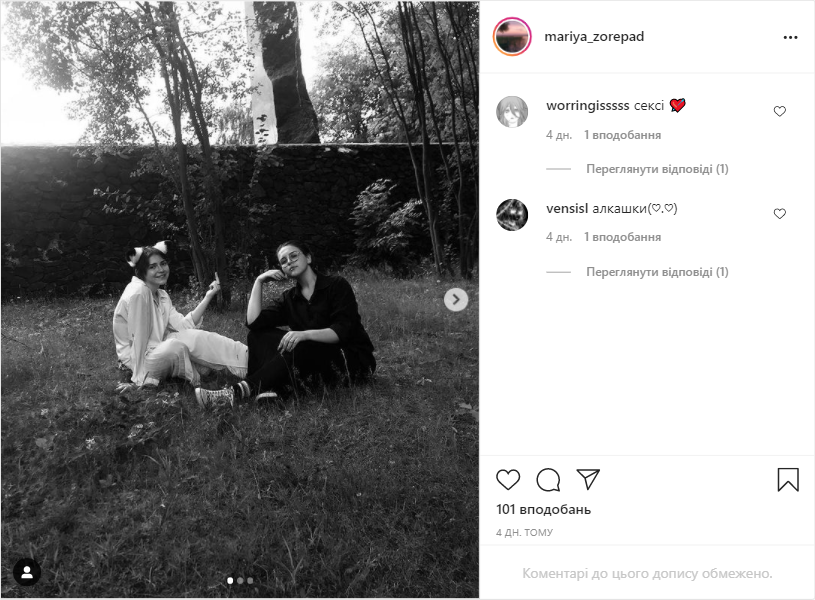 mariya_zorepad
worringisssss сексі 💘
4 дн. 1 вподобання
Переглянути відповіді (1)
vensisl алкашки(♡.♡)
4 дн. 1 вподобання
Переглянути відповіді (1)
101 вподобань
4 ДН. ТОМУ
Коментарі до цього допису обмежено.